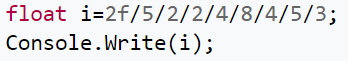 float i=2f/5/2/2/4/8/4/5/3;
Console.Write(i);